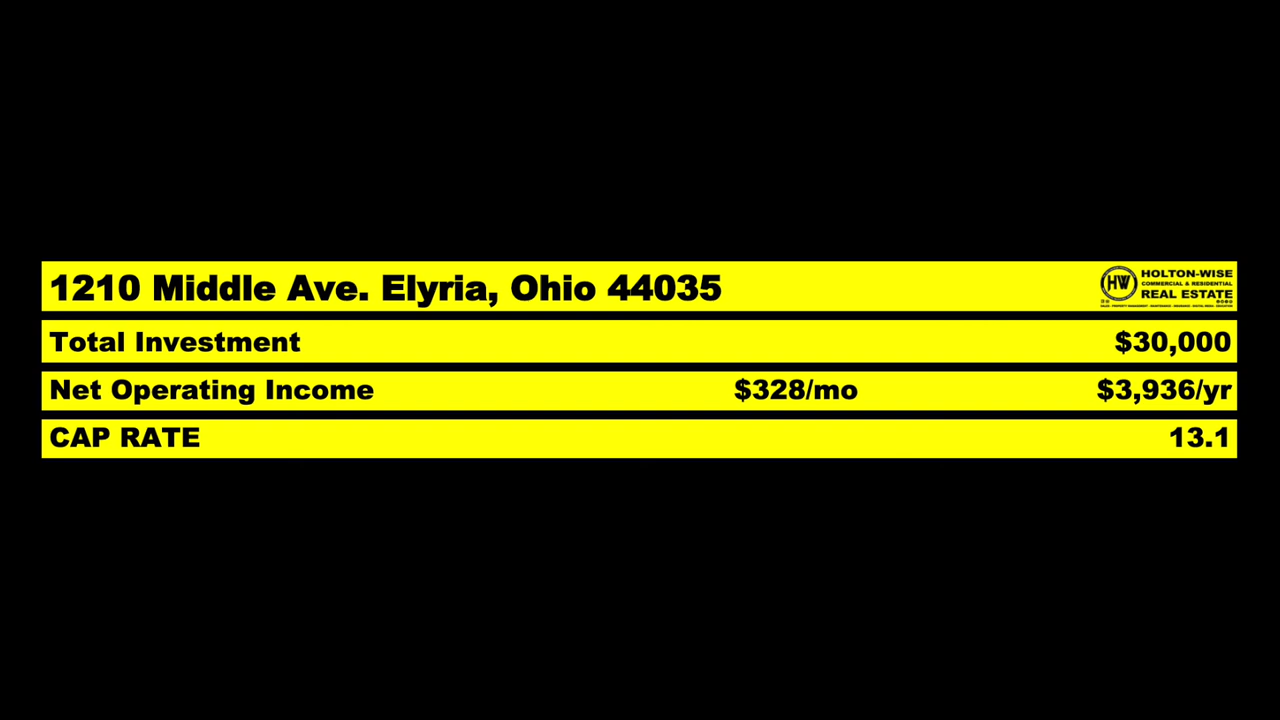 1210 Middle Ave. Elyria, Ohio 44035
HOLTON-WISE
COMMERCIAL & RESIDENTIAL
REAL ESTATE
Total Investment $30,000
Net Operating Income $328/mo $3,936/yr
CAP RATE 13.1